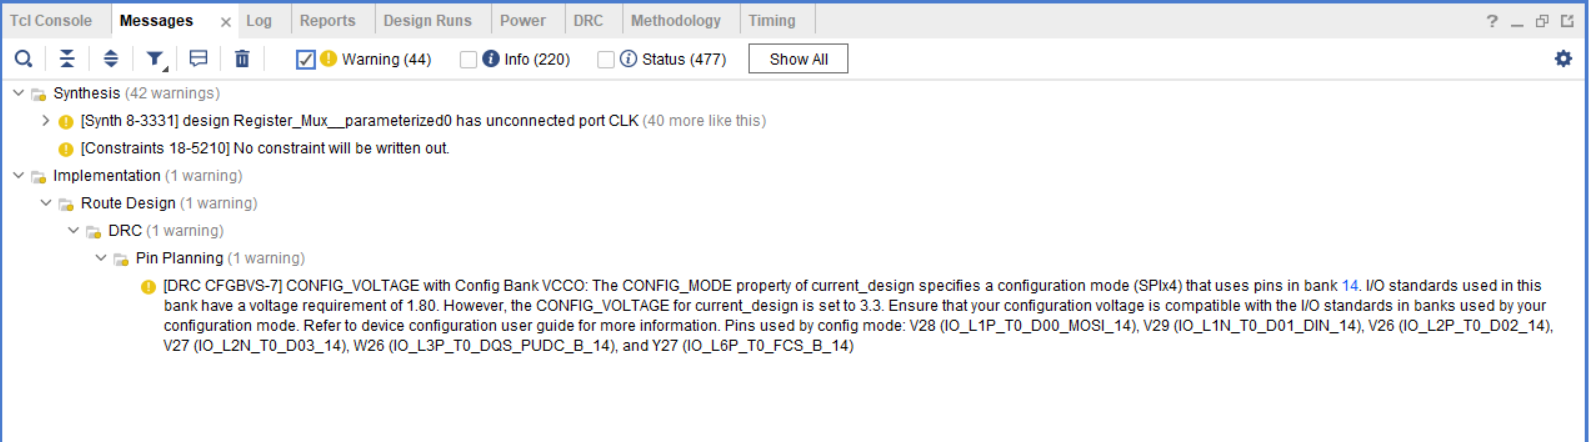 Tcl Console Messages × Log Reports Design Runs Power DRC Methodology Timing ?
Warning (44) Info (220) Status (477) Show All
Synthesis (42 warnings)
[Synth 8-3331] design Register_Mux__parameterized0 has unconnected port CLK (40 more like this)
[Constraints 18-5210] No constraint will be written out.
Implementation (1 warning)
Route Design (1 warning)
DRC (1 warning)
Pin Planning (1 warning)
[DRC CFGBVS-7] CONFIG_VOLTAGE with Config Bank VCCO: The CONFIG_MODE property of current_design specifies a configuration mode (SPIx4) that uses pins in bank 14. I/O standards used in this
bank have a voltage requirement of 1.80. However, the CONFIG_VOLTAGE for current_design is set to 3.3. Ensure that your configuration voltage is compatible with the I/O standards in banks used by your
configuration mode. Refer to device configuration user guide for more information. Pins used by config mode: V28 (IO_L1P_T0_D00_MOSI_14), V29 (IO_L1N_T0_D01_DIN_14), V26 (IO_L2P_T0_D02_14),
V27 (IO_L2N_T0_D03_14), W26 (IO_L3P_T0_DQS_PUDC_B_14), and Y27 (IO_L6P_T0_FCS_B_14)